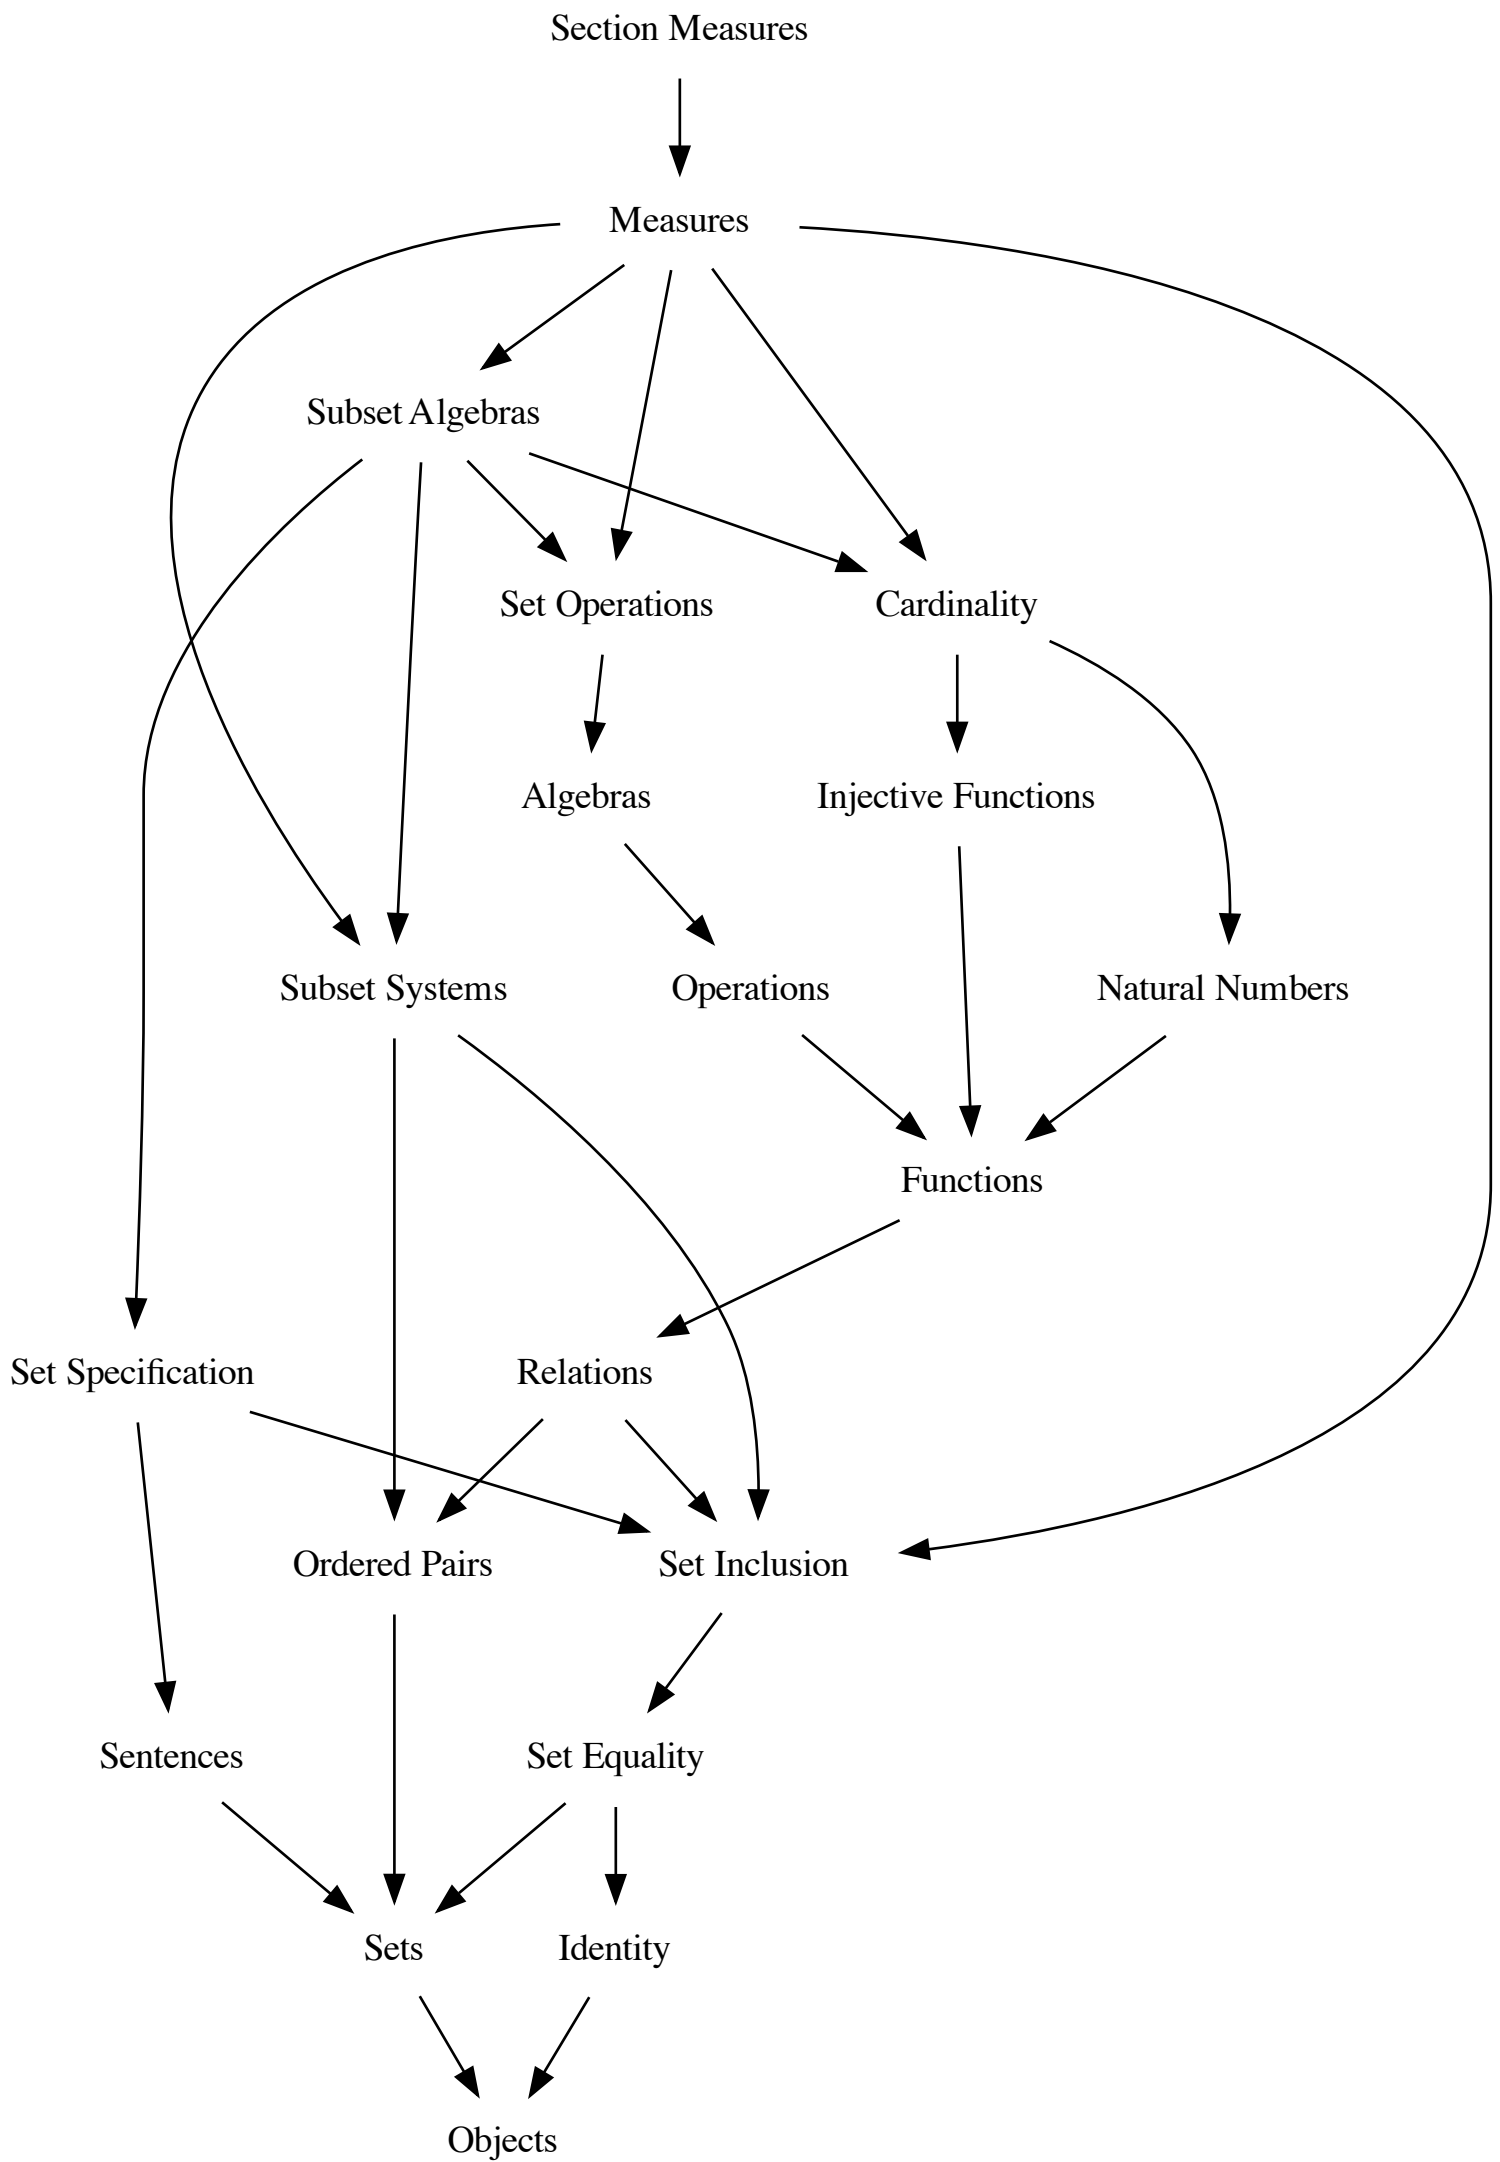 Section Measures
Measures
Subset Algebras
Set Operations
Cardinality
Algebras
Injective Functions
Subset Systems
Operations
Natural Numbers
Functions
Set Specification
Relations
Ordered Pairs
Set Inclusion
Sentences
Set Equality
Sets
Identity
Objects